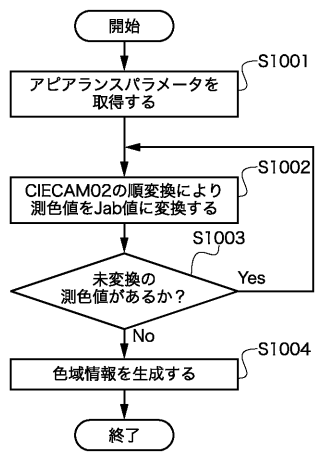 開始
S1001
アピアランスパラメータを
取得する
S1002
CIECAM02の順変換により
測色値をJab値に変換する
S1003
未変換の
測色値があるか?
Yes
No
S1004
色域情報を生成する
終了